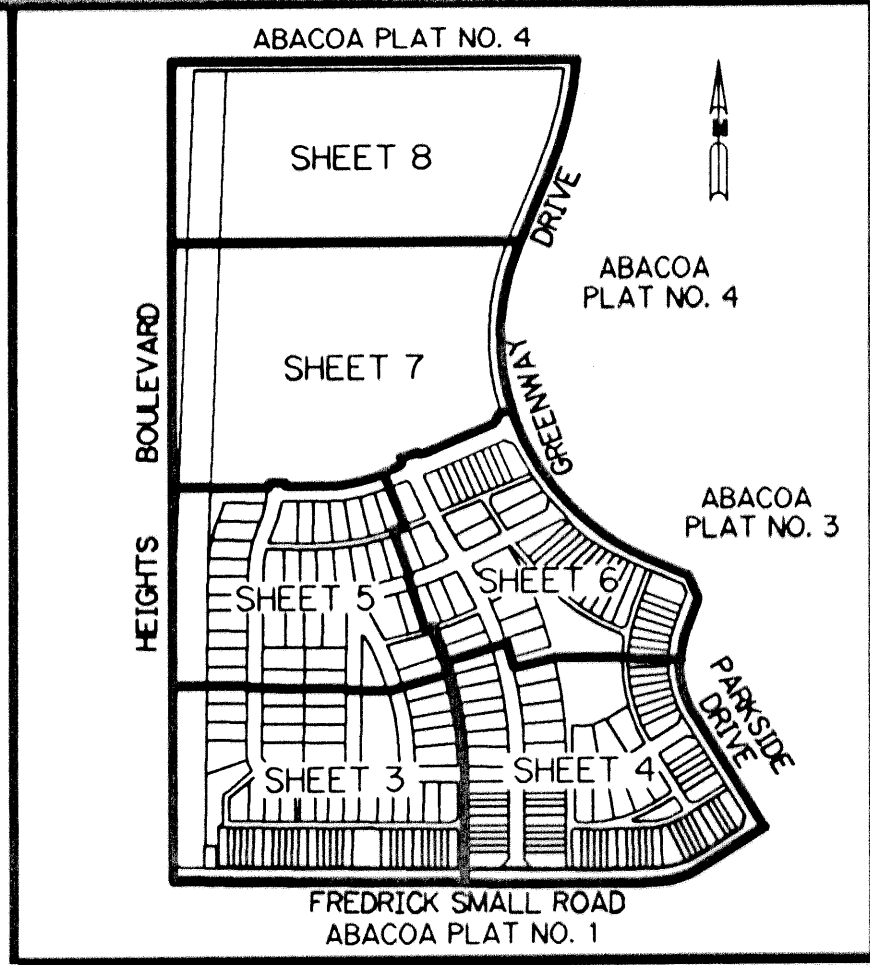 ABACOA PLAT NO. 4
SHEET 8
DRIVE
ABACOA
PLAT NO. 4
HEIGHTS BOULEVARD
SHEET 7
GREENWAY
ABACOA
PLAT NO. 3
SHEET 5
SHEET 6
PARKSIDE
DRIVE
SHEET 3
SHEET 4
FREDRICK SMALL ROAD
ABACOA PLAT NO. 1
N